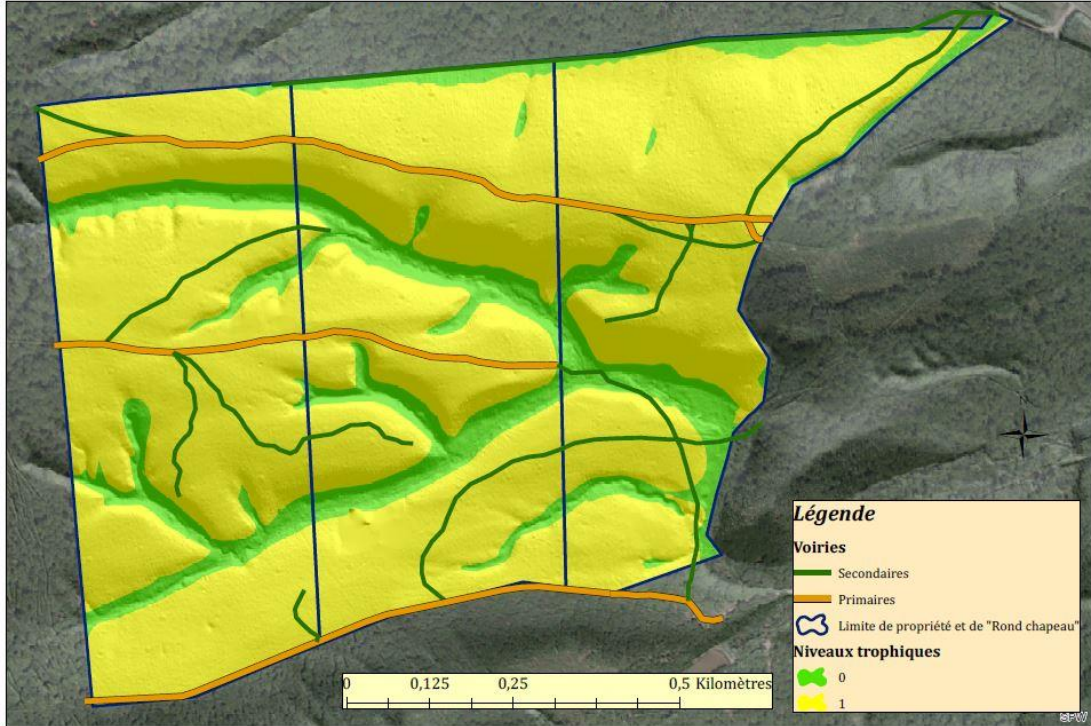 N
Légende
Voiries
Secondaires
Primaires
Limite de propriété et de "Rond chapeau"
Niveaux trophiques
0
1
0 0,125 0,25 0,5 Kilomètres
SPW